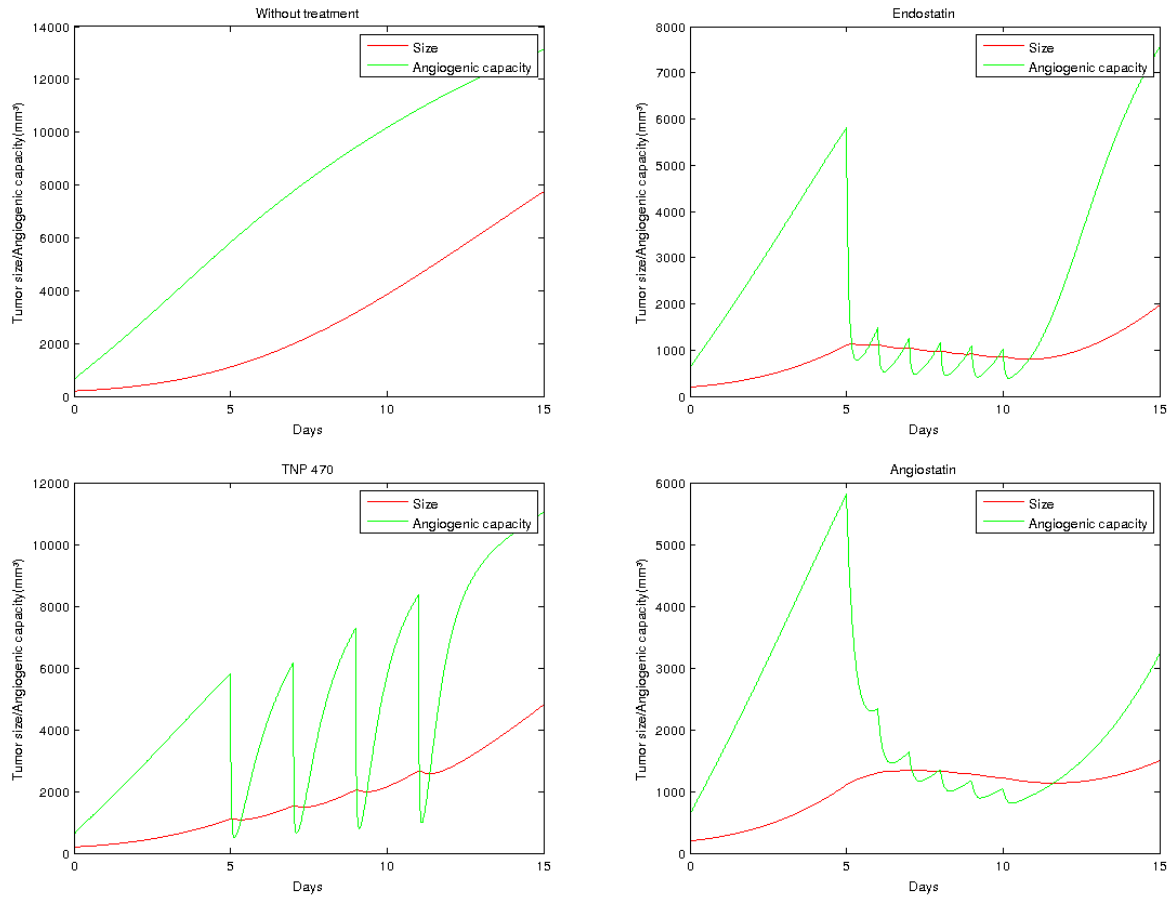 Without treatment
Tumor size/Angiogenic capacity(mm³)
14000
12000
10000
8000
6000
4000
2000
0
Size
Angiogenic capacity
0 5 10 15
Days
Endostatin
Tumor size/Angiogenic capacity(mm³)
8000
7000
6000
5000
4000
3000
2000
1000
0
Size
Angiogenic capacity
0 5 10 15
Days
TNP 470
Tumor size/Angiogenic capacity(mm³)
12000
10000
8000
6000
4000
2000
0
Size
Angiogenic capacity
0 5 10 15
Days
Angiostatin
Tumor size/Angiogenic capacity(mm³)
6000
5000
4000
3000
2000
1000
0
Size
Angiogenic capacity
0 5 10 15
Days